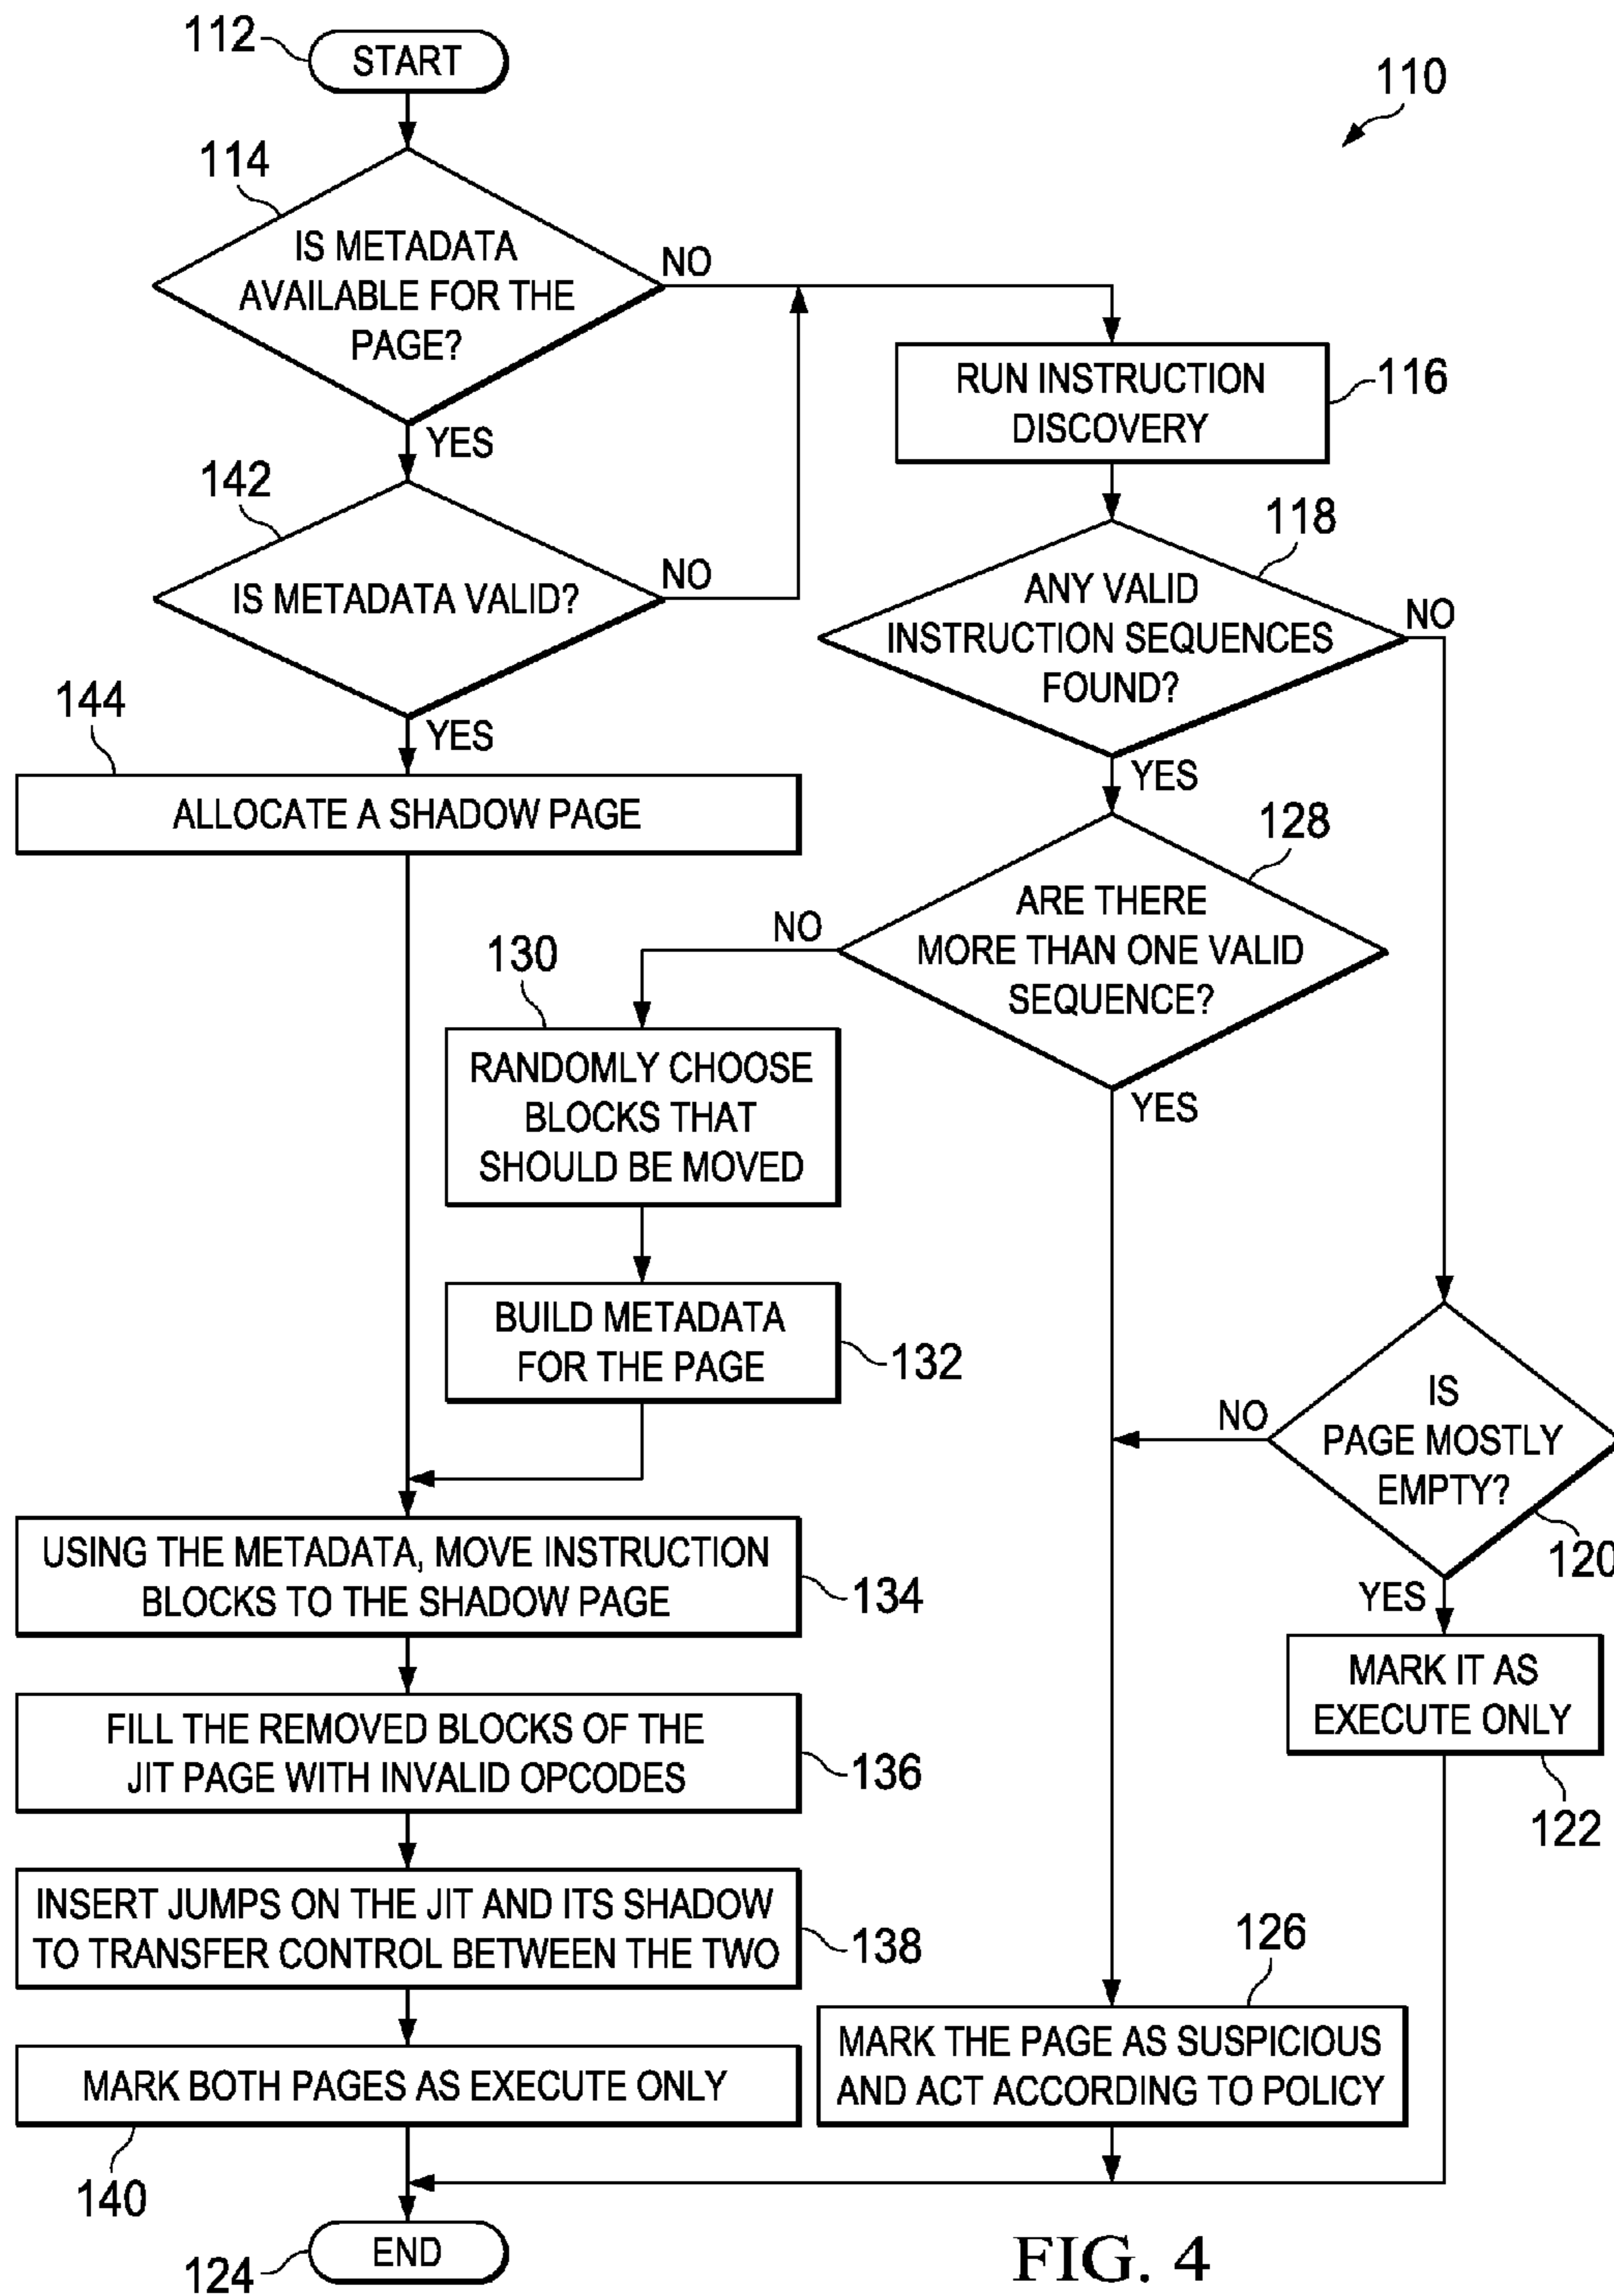 112
START
110
114
IS METADATA
AVAILABLE FOR THE
PAGE?
NO
YES
RUN INSTRUCTION
DISCOVERY
116
142
IS METADATA VALID?
NO
YES
118
ANY VALID
INSTRUCTION SEQUENCES
FOUND?
NO
YES
144
ALLOCATE A SHADOW PAGE
128
ARE THERE
MORE THAN ONE VALID
SEQUENCE?
NO
YES
130
RANDOMLY CHOOSE
BLOCKS THAT
SHOULD BE MOVED
BUILD METADATA
FOR THE PAGE
132
IS
PAGE MOSTLY
EMPTY?
NO
120
YES
USING THE METADATA, MOVE INSTRUCTION
BLOCKS TO THE SHADOW PAGE
134
MARK IT AS
EXECUTE ONLY
122
FILL THE REMOVED BLOCKS OF THE
JIT PAGE WITH INVALID OPCODES
136
INSERT JUMPS ON THE JIT AND ITS SHADOW
TO TRANSFER CONTROL BETWEEN THE TWO
138
126
MARK THE PAGE AS SUSPICIOUS
AND ACT ACCORDING TO POLICY
MARK BOTH PAGES AS EXECUTE ONLY
140
END
124
FIG. 4